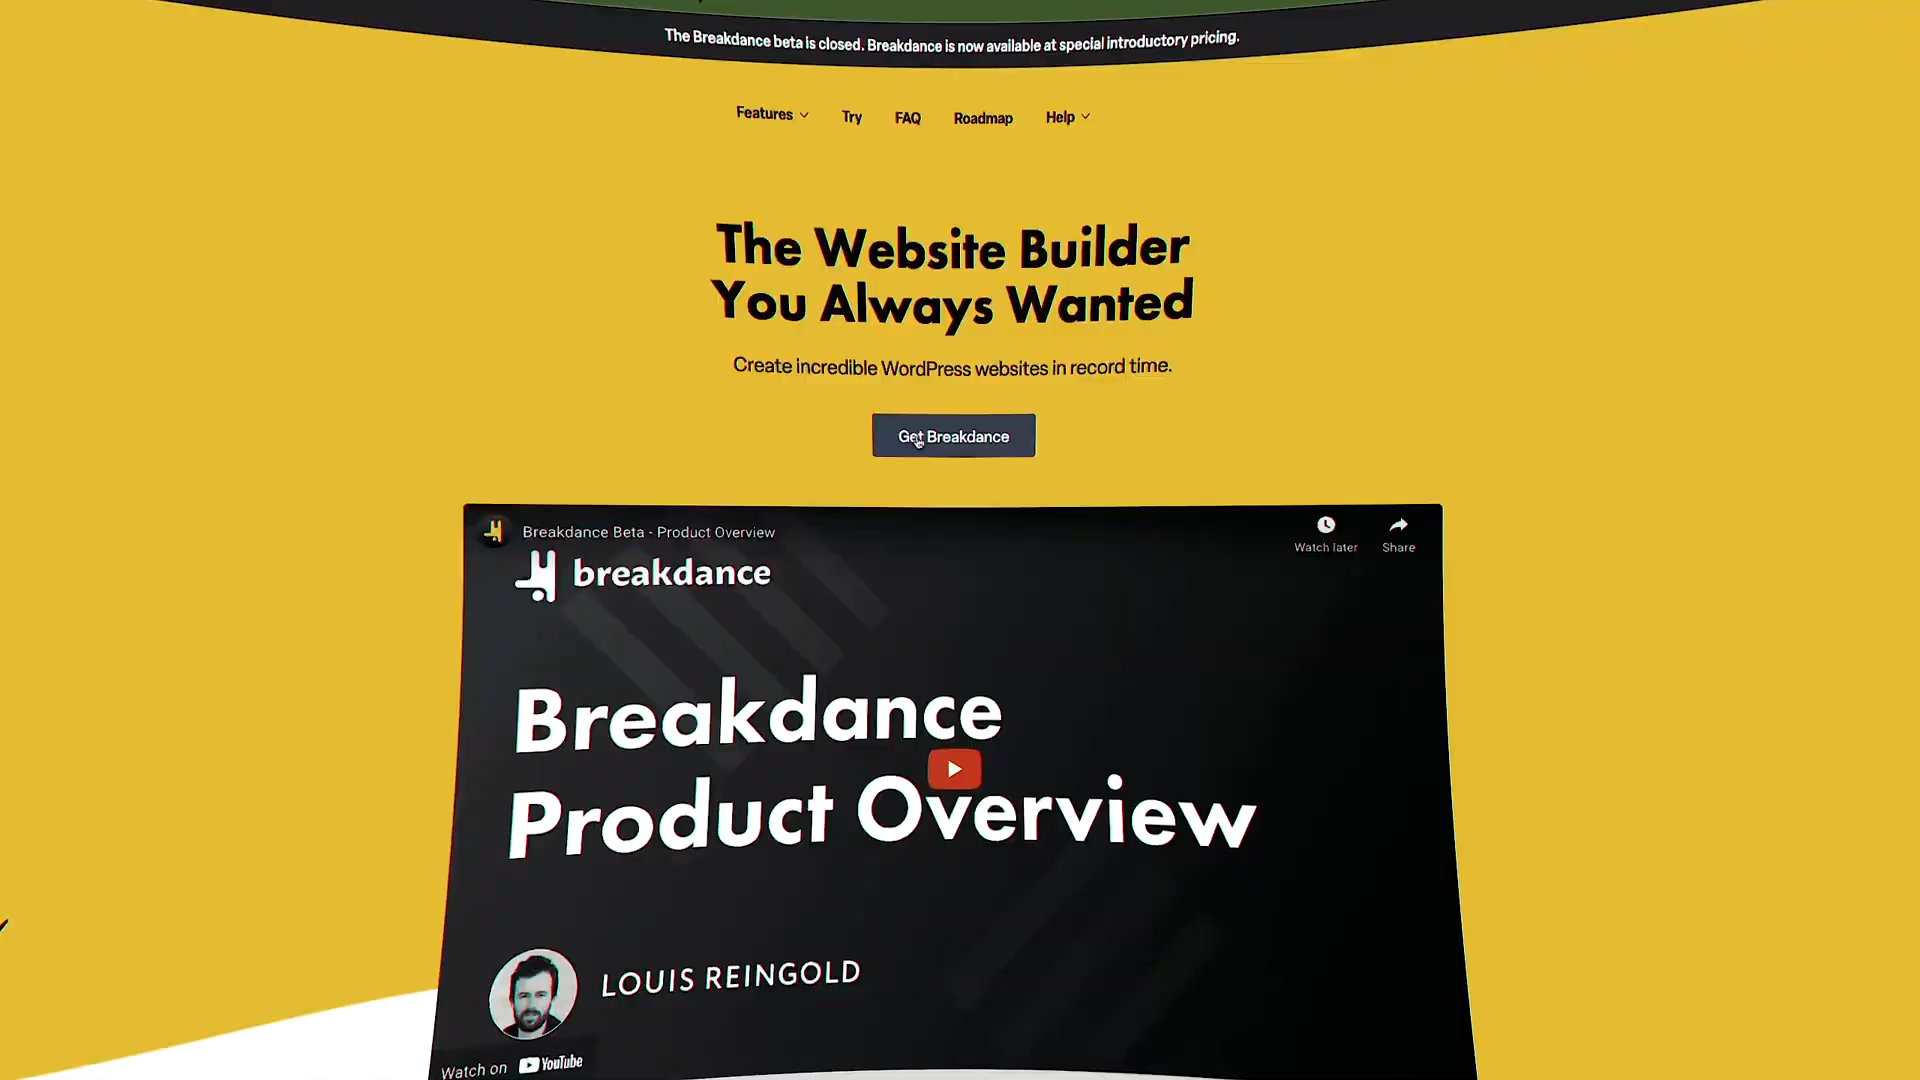 The Breakdance beta is closed. Breakdance is now available at special introductory pricing.
Features
Try
FAQ
Roadmap
Help
The Website Builder
You Always Wanted
Create incredible WordPress websites in record time.
Get Breakdance
Breakdance Beta - Product Overview
Watch later
Share
breakdance
Breakdance
Product Overview
LOUIS REINGOLD
Watch on YouTube